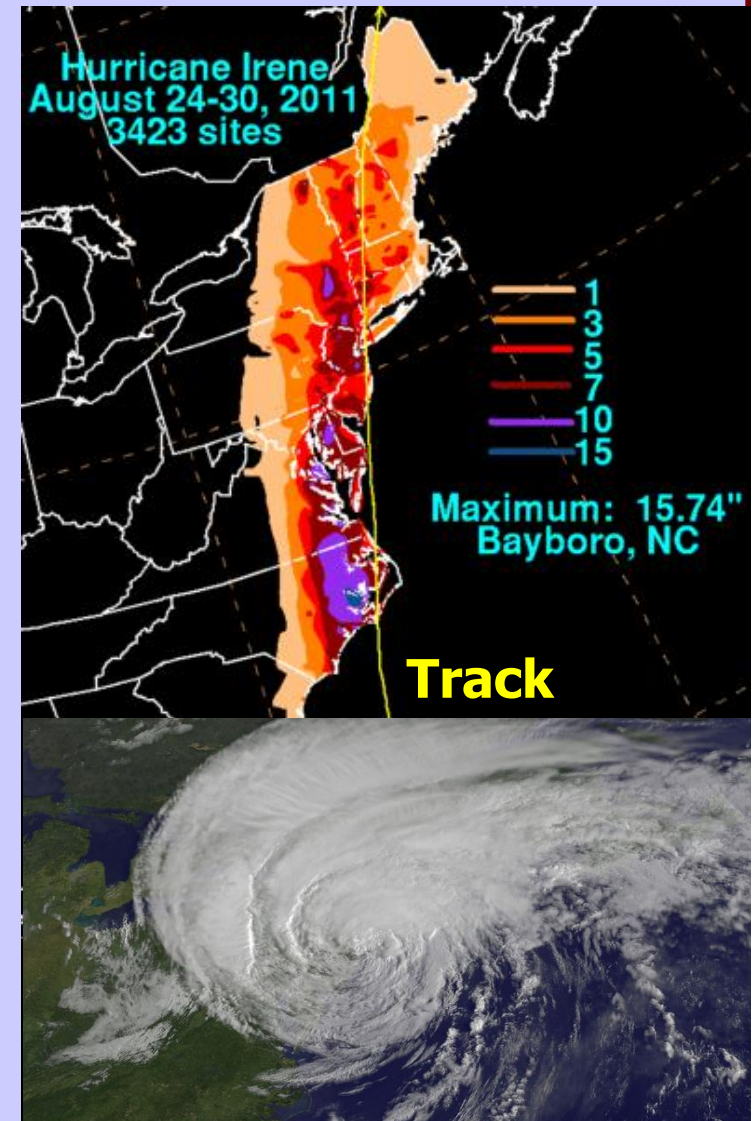 Hurricane Irene
August 24-30, 2011
3423 sites
1
3
5
7
10
15
Maximum: 15.74"
Bayboro, NC
Track